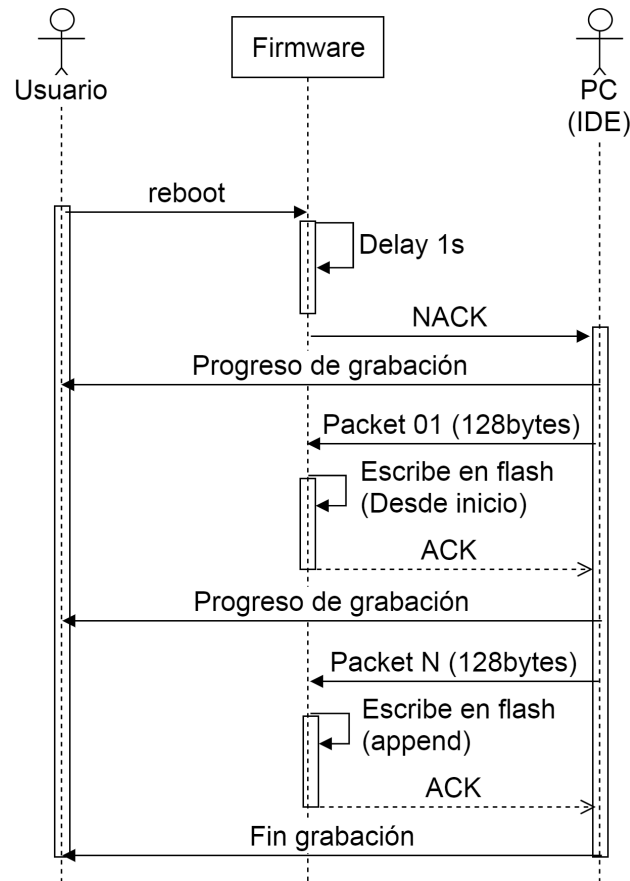 Firmware
Usuario
PC
(IDE)
reboot
Delay 1s
NACK
Progreso de grabación
Packet 01 (128bytes)
Escribe en flash
(Desde inicio)
ACK
Progreso de grabación
Packet N (128bytes)
Escribe en flash
(append)
ACK
Fin grabación